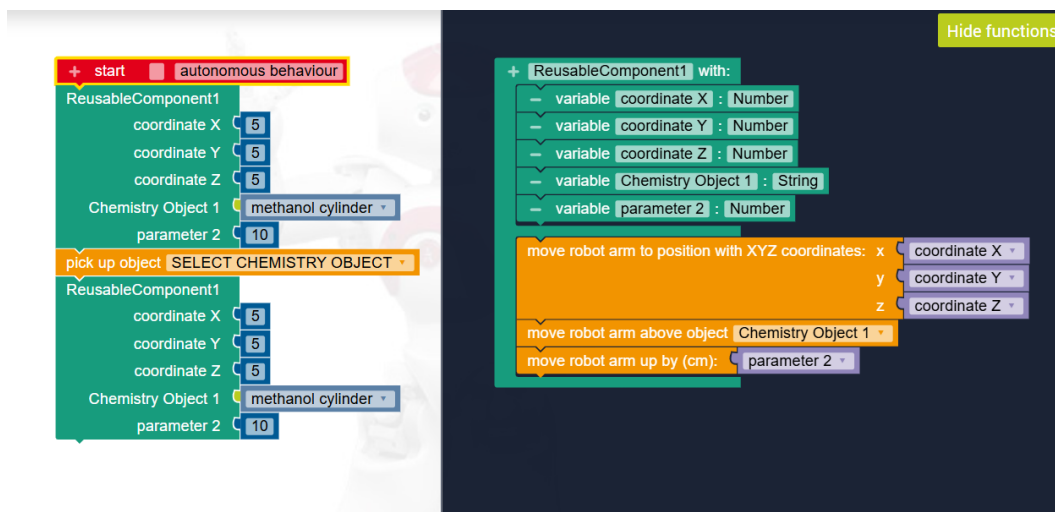 Hide functions
+ start autonomous behaviour
ReusableComponent1
coordinate X 5
coordinate Y 5
coordinate Z 5
Chemistry Object 1 methanol cylinder
parameter 2 10
pick up object SELECT CHEMISTRY OBJECT
ReusableComponent1
coordinate X 5
coordinate Y 5
coordinate Z 5
Chemistry Object 1 methanol cylinder
parameter 2 10
+ ReusableComponent1 with:
– variable coordinate X : Number
– variable coordinate Y : Number
– variable coordinate Z : Number
– variable Chemistry Object 1 : String
– variable parameter 2 : Number
move robot arm to position with XYZ coordinates: x coordinate X
y coordinate Y
z coordinate Z
move robot arm above object Chemistry Object 1
move robot arm up by (cm): parameter 2